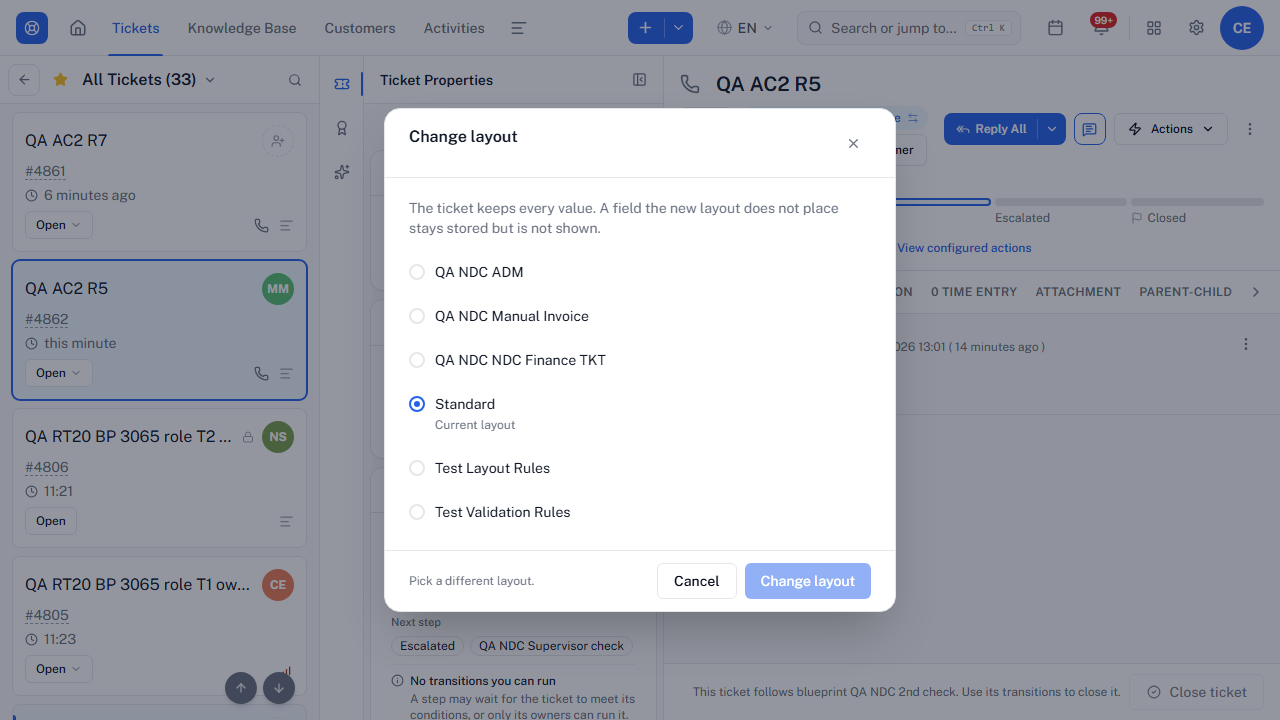 Tickets
Knowledge Base
Customers
Activities
EN
Search or jump to...
Ctrl K
99+
CE
All Tickets (33)
Ticket Properties
QA AC2 R5
QA AC2 R7
#4861
6 minutes ago
Open
QA AC2 R5
MM
#4862
this minute
Open
QA RT20 BP 3065 role T2 ...
NS
#4806
11:21
Open
QA RT20 BP 3065 role T1 ow...
CE
#4805
11:23
Open
Reply All
Actions
Escalated
Closed
View configured actions
0 TIME ENTRY
ATTACHMENT
PARENT-CHILD
13:01 ( 14 minutes ago )
Change layout
The ticket keeps every value. A field the new layout does not place
stays stored but is not shown.
QA NDC ADM
QA NDC Manual Invoice
QA NDC NDC Finance TKT
Standard
Current layout
Test Layout Rules
Test Validation Rules
Pick a different layout.
Cancel
Change layout
Next step
Escalated
QA NDC Supervisor check
No transitions you can run
A step may wait for the ticket to meet its
conditions, or only its owners can run it.
This ticket follows blueprint QA NDC 2nd check. Use its transitions to close it.
Close ticket